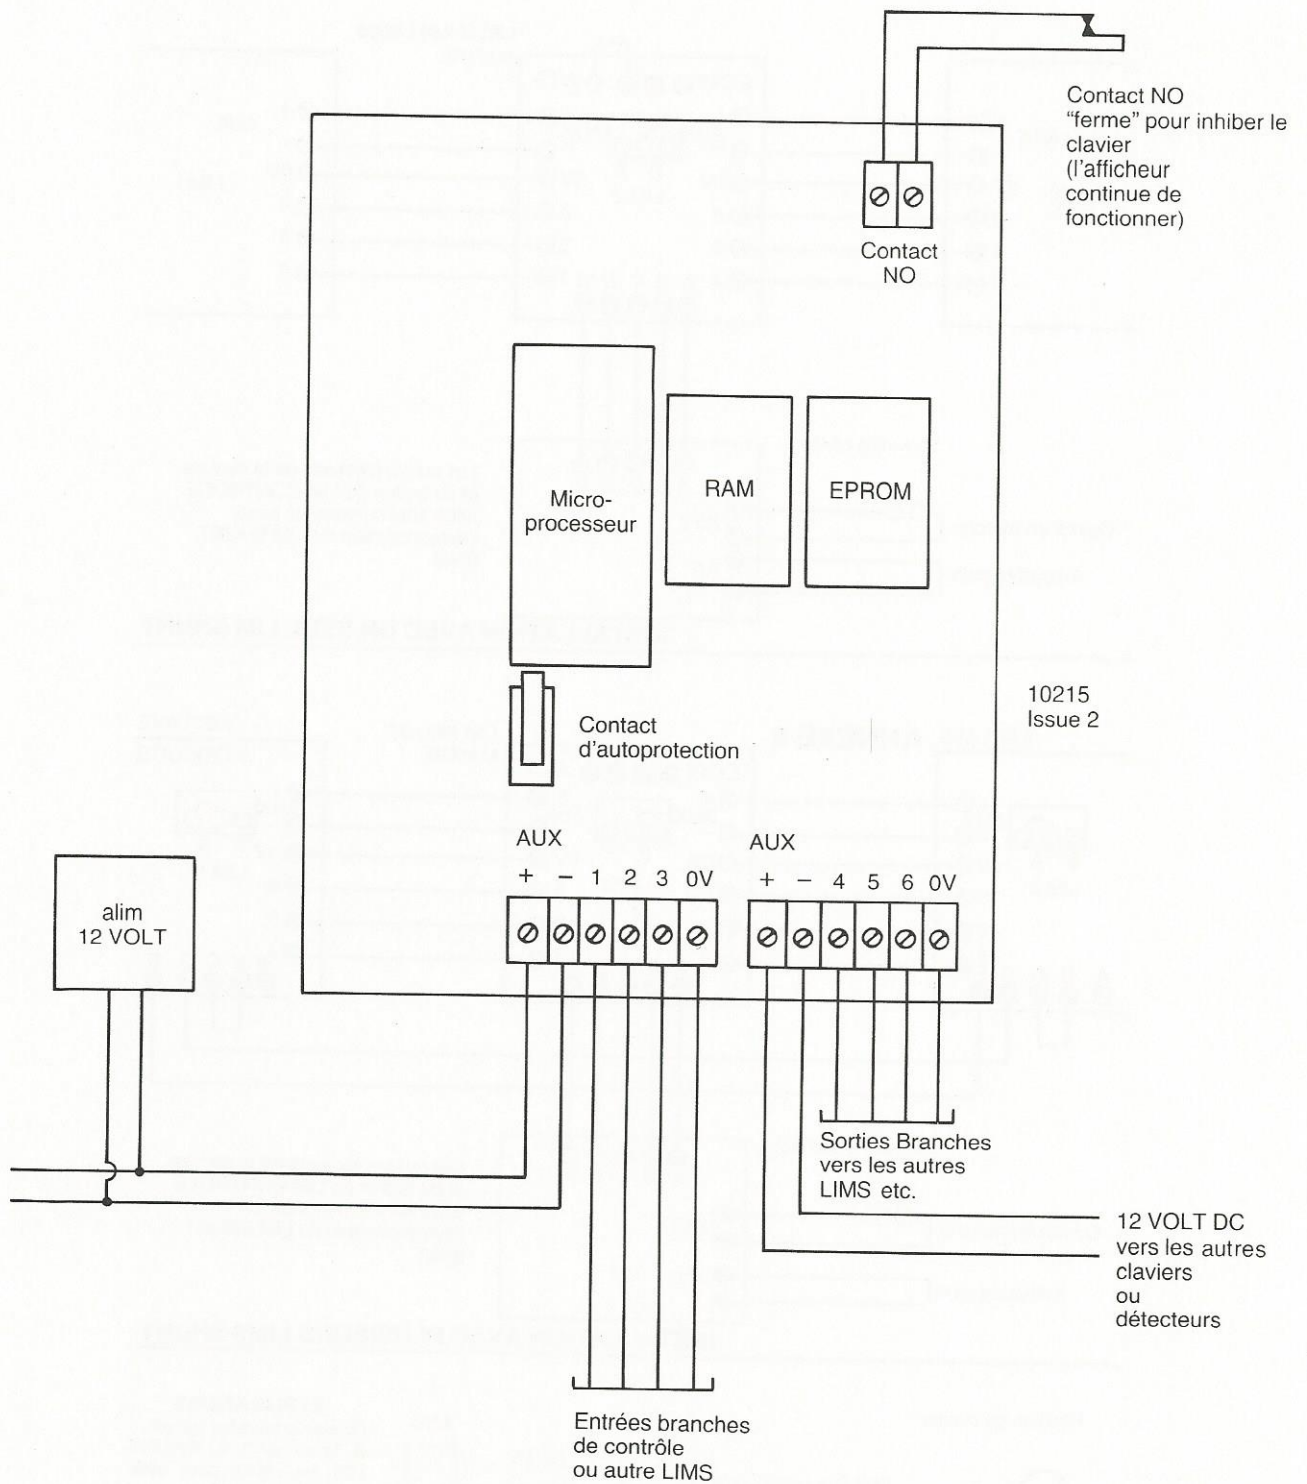 Contact NO
“ferme” pour inhiber le
clavier
(l'afficheur
continue de
fonctionner)
Contact
NO
Micro-
processeur
RAM
EPROM
10215
Issue 2
Contact
d'autoprotection
AUX
+ − 1 2 3 0V
AUX
+ − 4 5 6 0V
alim
12 VOLT
Sorties Branches
vers les autres
LIMS etc.
12 VOLT DC
vers les autres
claviers
ou
détecteurs
Entrées branches
de contrôle
ou autre LIMS